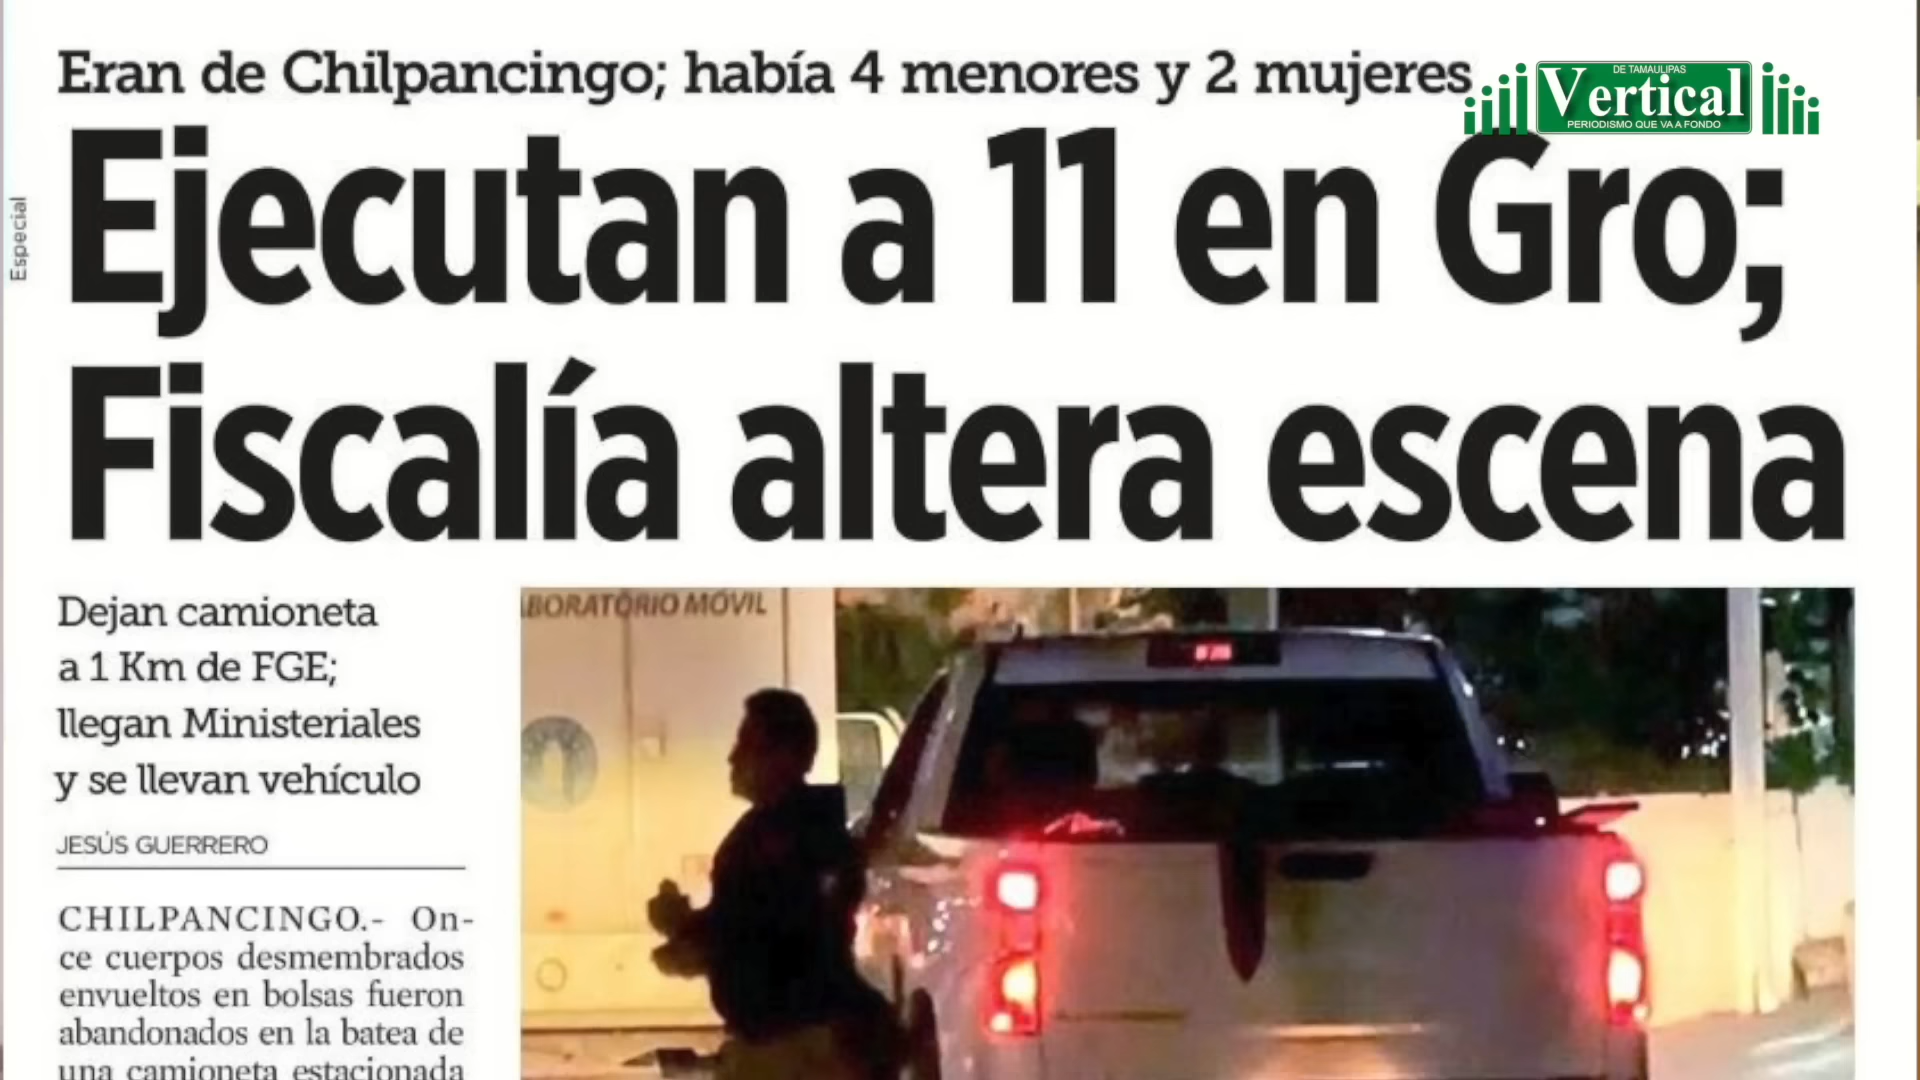 Eran de Chilpancingo; había 4 menores y 2 mujeres
DE TAMAULIPAS
Vertical
PERIODISMO QUE VA A FONDO
Ejecutan a 11 en Gro;
Fiscalía altera escena
Especial
Dejan camioneta
a 1 Km de FGE;
llegan Ministeriales
y se llevan vehículo
JESÚS GUERRERO
CHILPANCINGO.- On-
ce cuerpos desmembrados
envueltos en bolsas fueron
abandonados en la batea de
una camioneta estacionada
BORATORIO MÓVIL